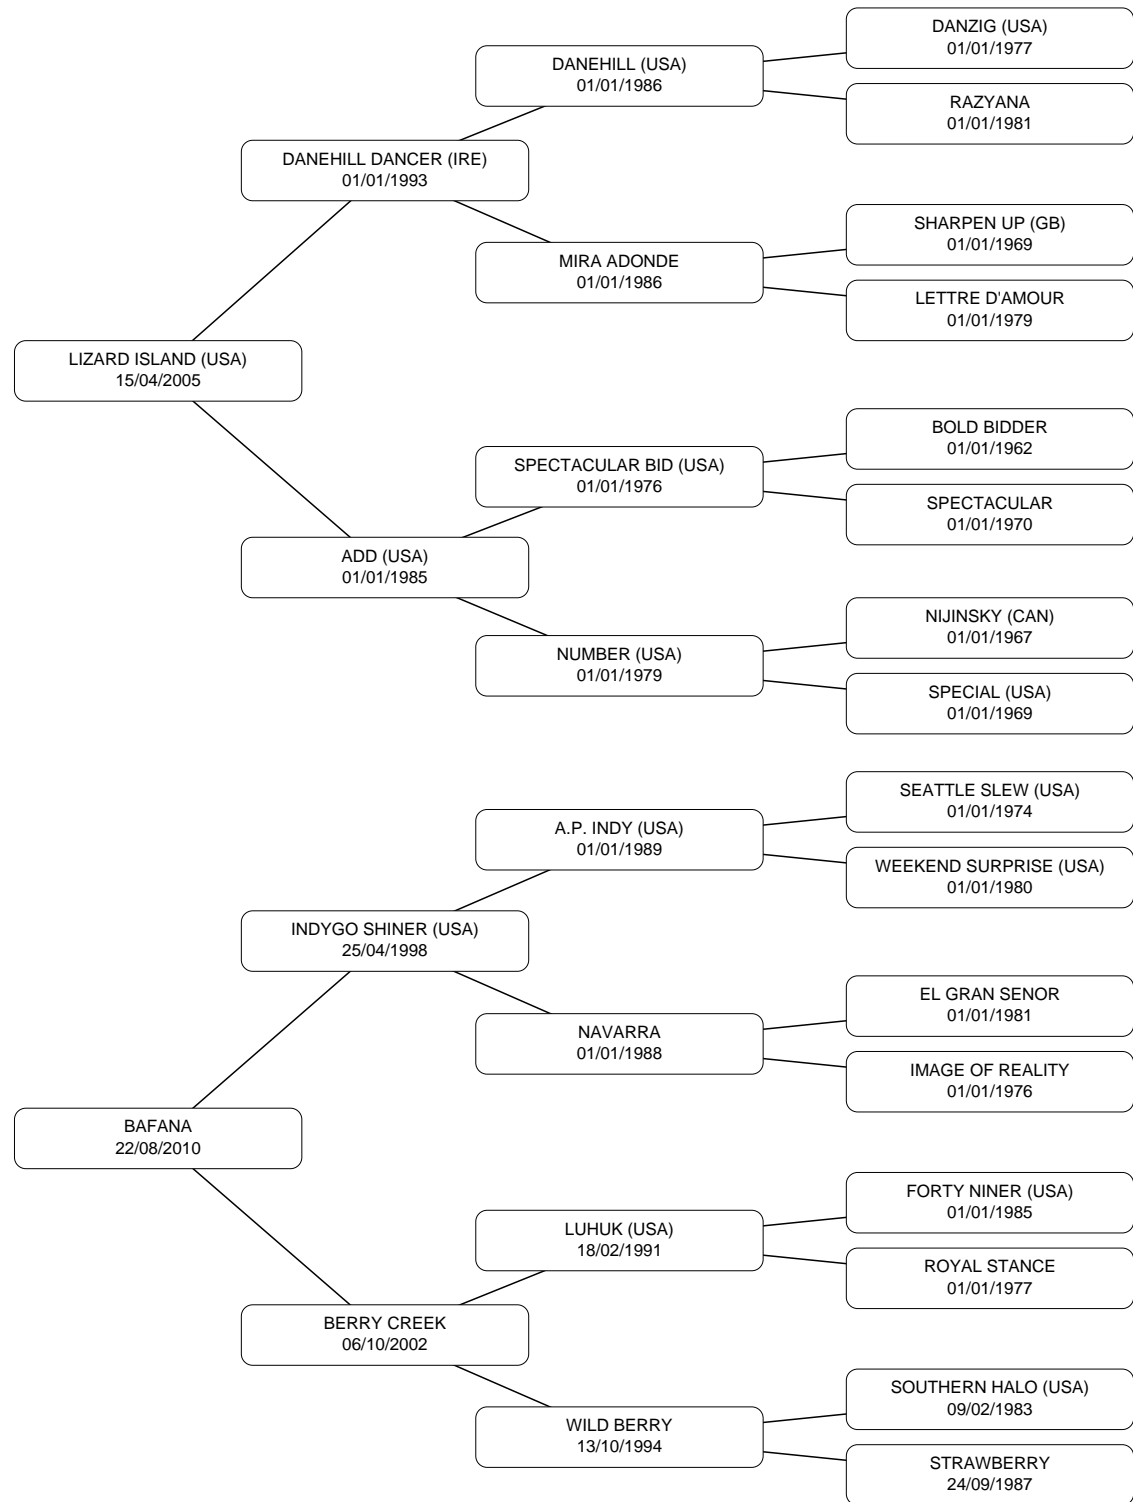 DANZIG (USA)
01/01/1977
DANEHILL (USA)
01/01/1986
RAZYANA
01/01/1981
DANEHILL DANCER (IRE)
01/01/1993
SHARPEN UP (GB)
01/01/1969
MIRA ADONDE
01/01/1986
LETTRE D'AMOUR
01/01/1979
LIZARD ISLAND (USA)
15/04/2005
BOLD BIDDER
01/01/1962
SPECTACULAR BID (USA)
01/01/1976
SPECTACULAR
01/01/1970
ADD (USA)
01/01/1985
NIJINSKY (CAN)
01/01/1967
NUMBER (USA)
01/01/1979
SPECIAL (USA)
01/01/1969
SEATTLE SLEW (USA)
01/01/1974
A.P. INDY (USA)
01/01/1989
WEEKEND SURPRISE (USA)
01/01/1980
INDYGO SHINER (USA)
25/04/1998
EL GRAN SENOR
01/01/1981
NAVARRA
01/01/1988
IMAGE OF REALITY
01/01/1976
BAFANA
22/08/2010
FORTY NINER (USA)
01/01/1985
LUHUK (USA)
18/02/1991
ROYAL STANCE
01/01/1977
BERRY CREEK
06/10/2002
SOUTHERN HALO (USA)
09/02/1983
WILD BERRY
13/10/1994
STRAWBERRY
24/09/1987